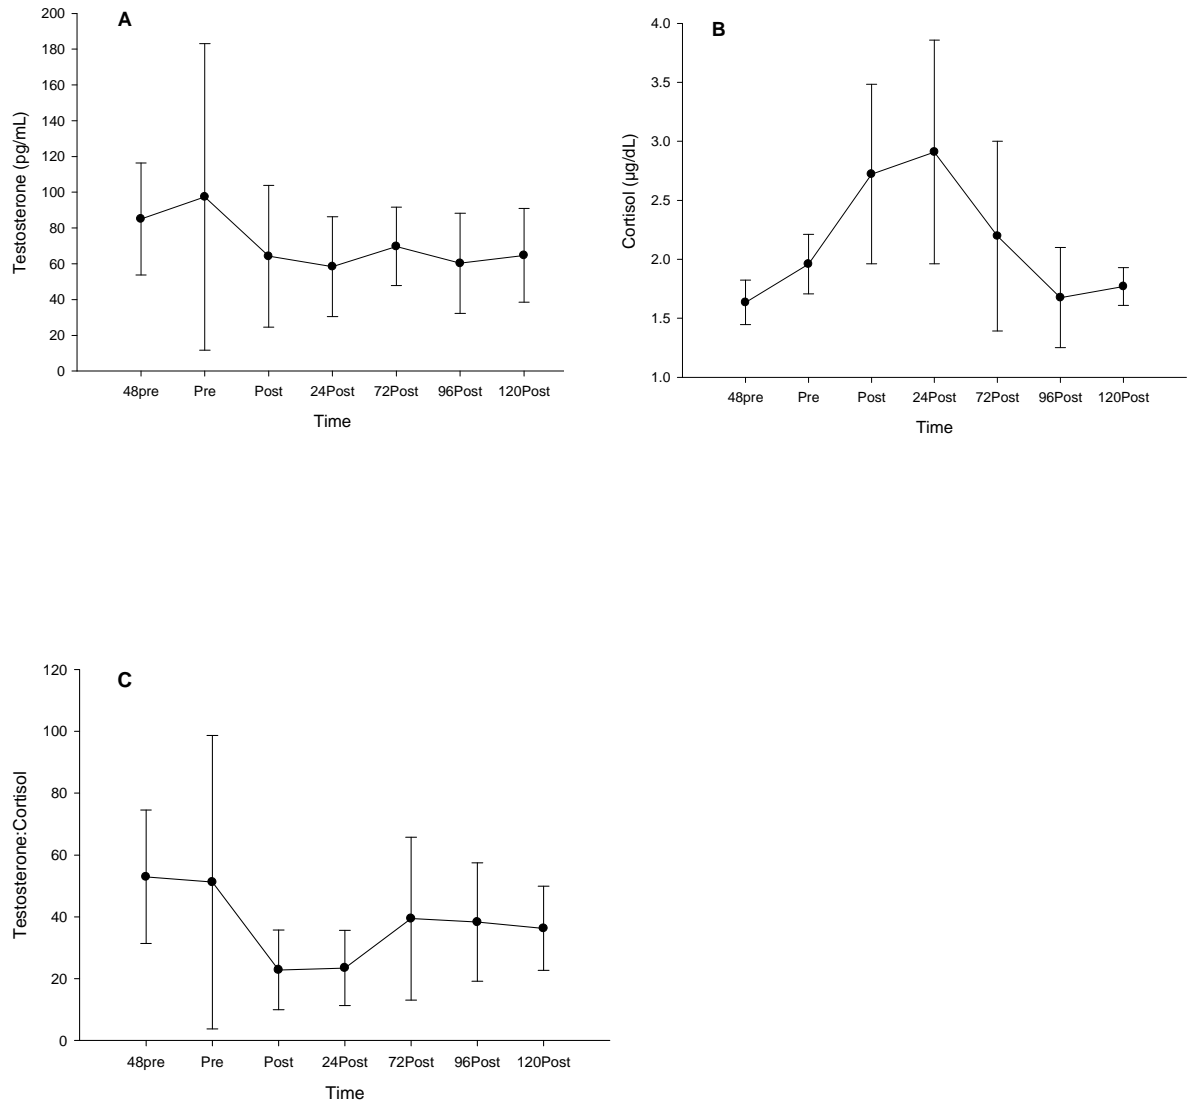 A
200
180
160
140
120
100
80
60
40
20
0
Testosterone (pg/mL)
48pre Pre Post 24Post 72Post 96Post 120Post
Time
B
4.0
3.5
3.0
2.5
2.0
1.5
1.0
Cortisol (µg/dL)
48pre Pre Post 24Post 72Post 96Post 120Post
Time
C
120
100
80
60
40
20
0
Testosterone:Cortisol
48pre Pre Post 24Post 72Post 96Post 120Post
Time